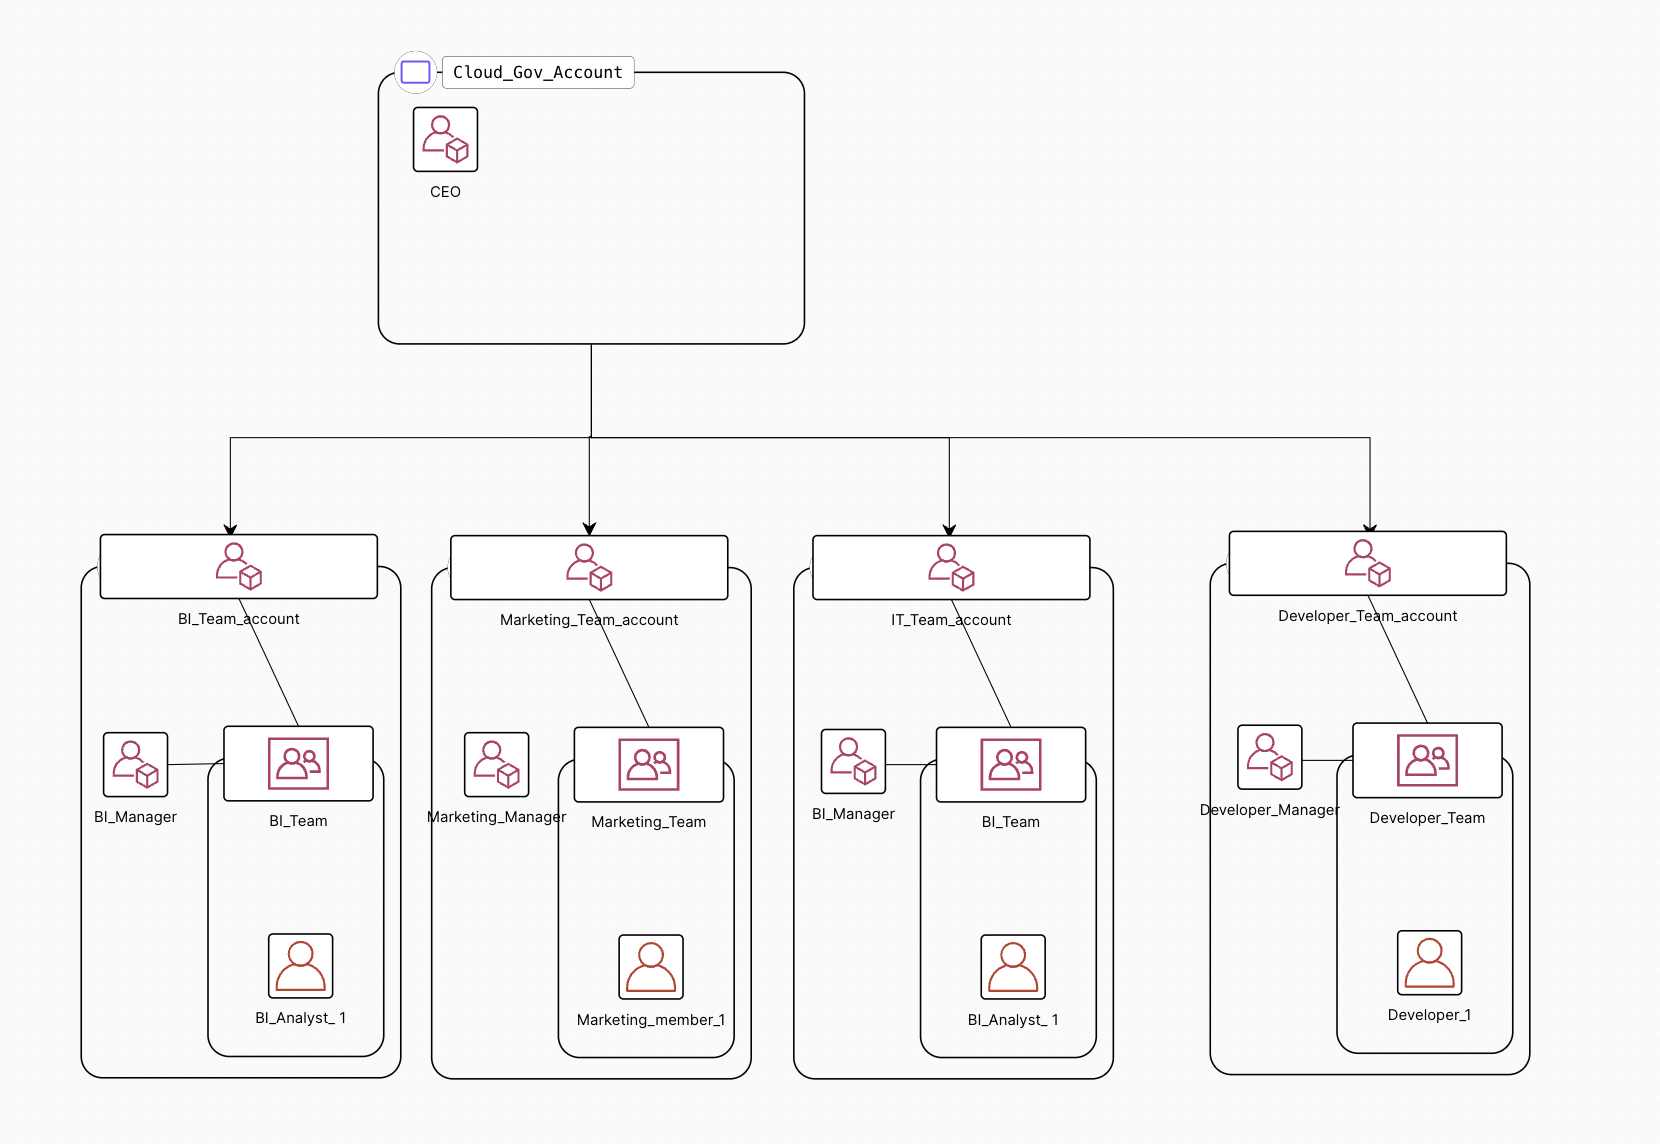 Cloud_Gov_Account
CEO
BI_Team_account
Marketing_Team_account
IT_Team_account
Developer_Team_account
BI_Manager
BI_Team
Marketing_Manager
Marketing_Team
BI_Manager
BI_Team
Developer_Manager
Developer_Team
BI_Analyst_ 1
Marketing_member_1
BI_Analyst_ 1
Developer_1